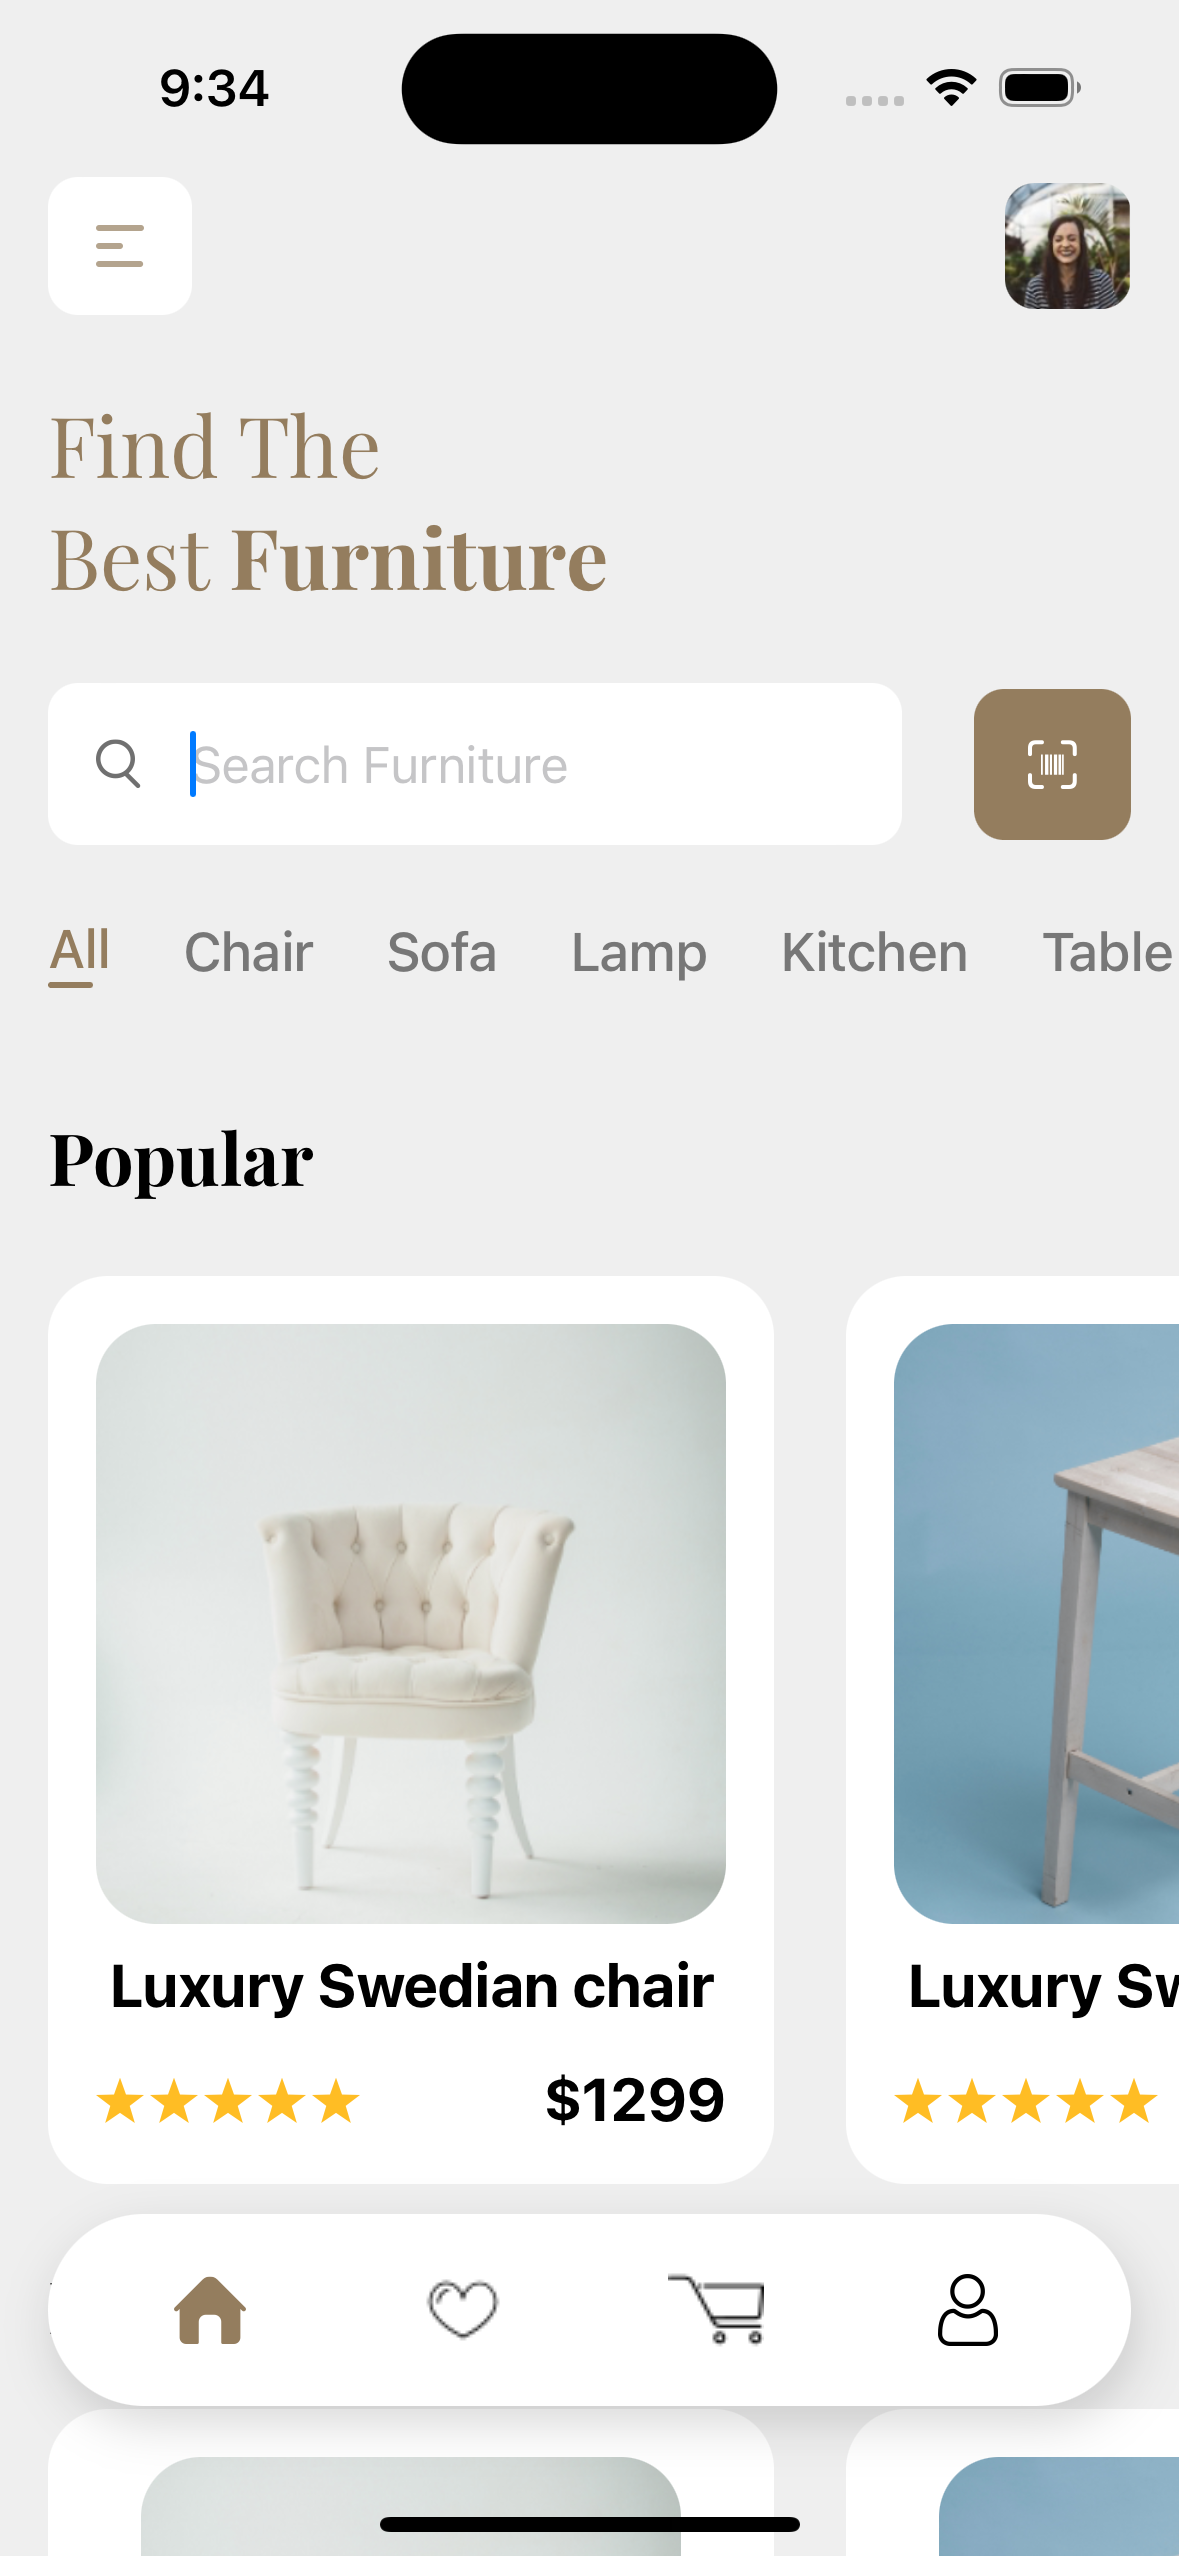 9:34
Find The
Best Furniture
Search Furniture
All Chair Sofa Lamp Kitchen Table
Popular
Luxury Swedian chair
Luxury Sw
$1299